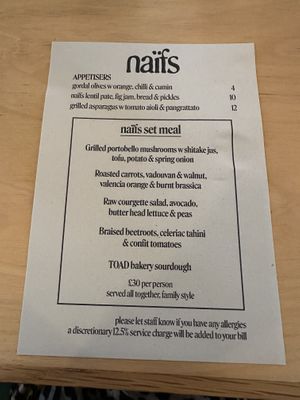 naïfs
APPETISERS
gordal olives w orange, chilli & cumin 4
naïfs lentil pate, fig jam, bread & pickles 10
grilled asparagus w tomato aioli & pangrattato 12
naïfs set meal
Grilled portobello mushrooms w shitake jus,
tofu, potato & spring onion
Roasted carrots, vadouvan & walnut,
valencia orange & burnt brassica
Raw courgette salad, avocado,
butter head lettuce & peas
Braised beetroots, celeriac tahini
& confit tomatoes
TOAD bakery sourdough
£30 per person
served all together, family style
please let staff know if you have any allergies
a discretionary 12.5% service charge will be added to your bill